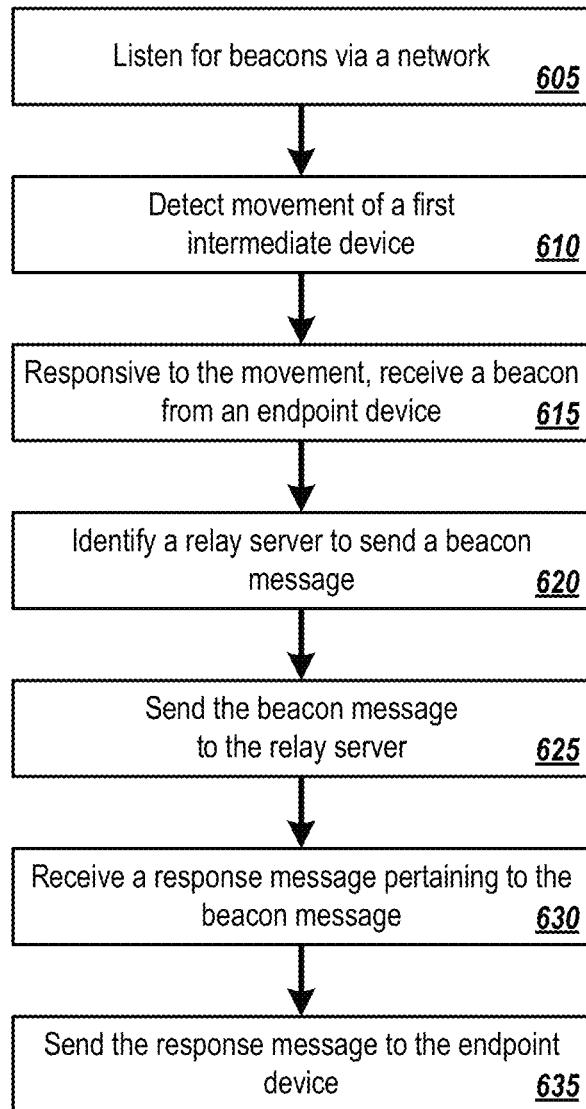 Listen for beacons via a network
605
Detect movement of a first
intermediate device
610
Responsive to the movement, receive a beacon
from an endpoint device
615
Identify a relay server to send a beacon
message
620
Send the beacon message
to the relay server
625
Receive a response message pertaining to the
beacon message
630
Send the response message to the endpoint
device
635